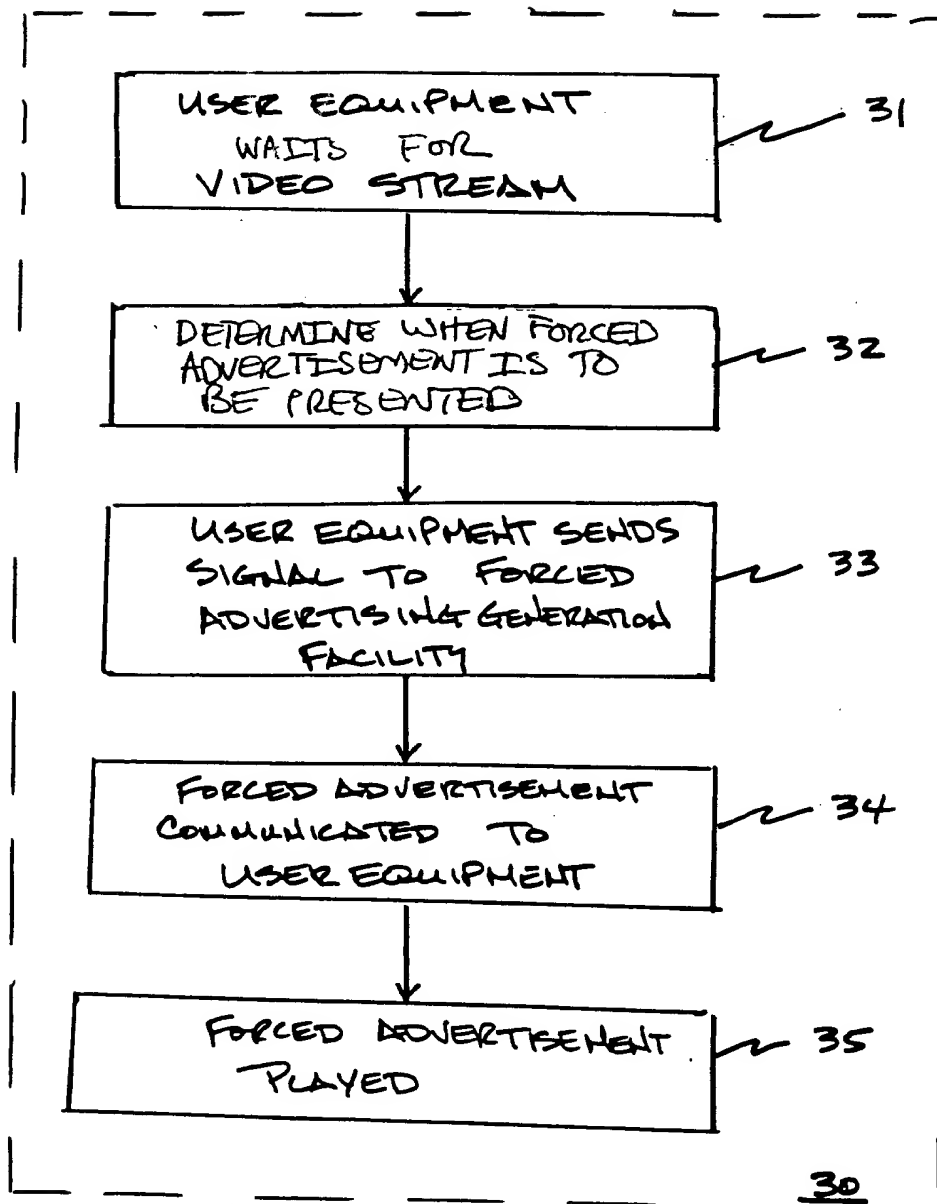 USER EQUIPMENT
WAITS FOR
VIDEO STREAM
31
DETERMINE WHEN FORCED
ADVERTISEMENT IS TO
BE PRESENTED
32
USER EQUIPMENT SENDS
SIGNAL TO FORCED
ADVERTISING GENERATION
FACILITY
33
FORCED ADVERTISEMENT
COMMUNICATED TO
USER EQUIPMENT
34
FORCED ADVERTISEMENT
PLAYED
35
30